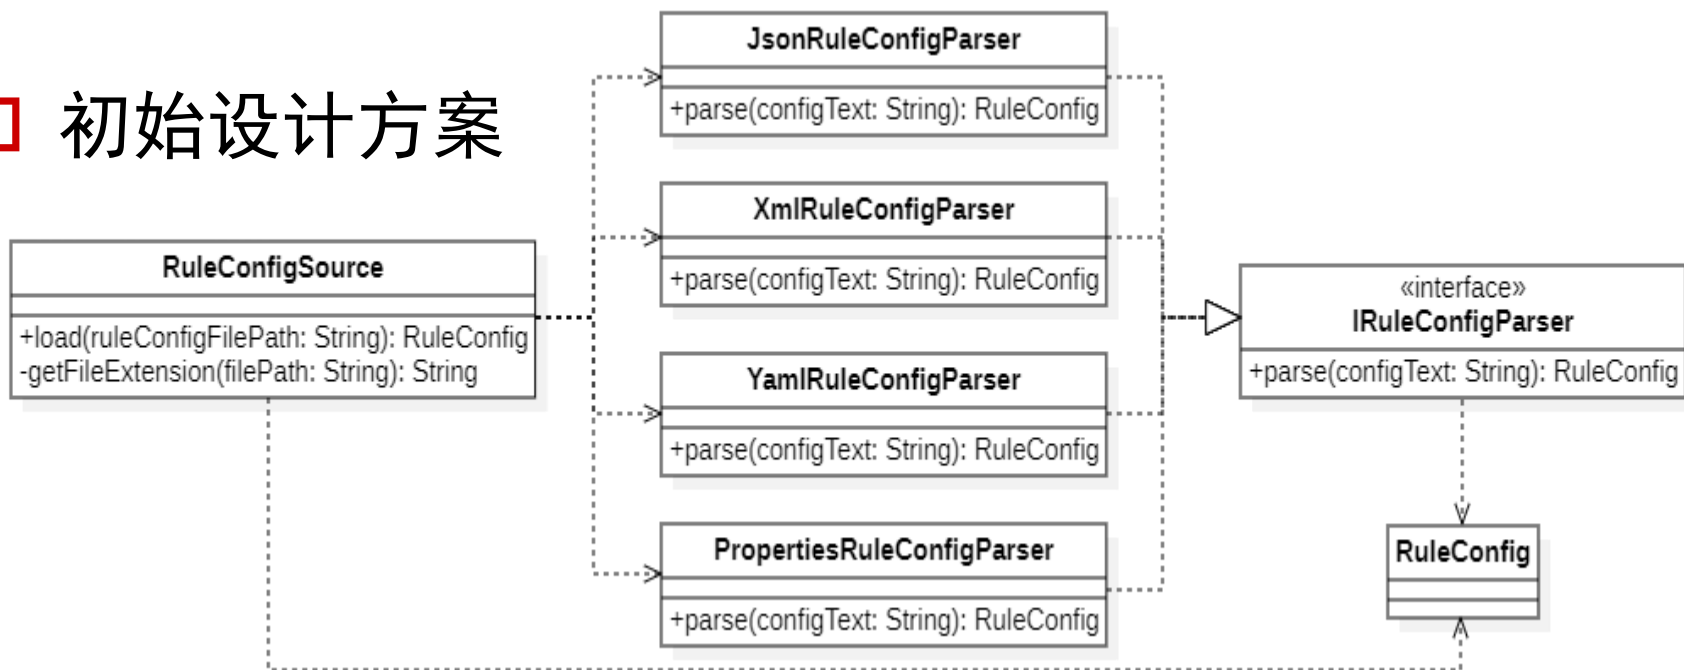 初始设计方案
RuleConfigSource
+load(ruleConfigFilePath: String): RuleConfig
-getFileExtension(filePath: String): String
JsonRuleConfigParser
+parse(configText: String): RuleConfig
XmlRuleConfigParser
+parse(configText: String): RuleConfig
YamlRuleConfigParser
+parse(configText: String): RuleConfig
PropertiesRuleConfigParser
+parse(configText: String): RuleConfig
«interface»
IRuleConfigParser
+parse(configText: String): RuleConfig
RuleConfig